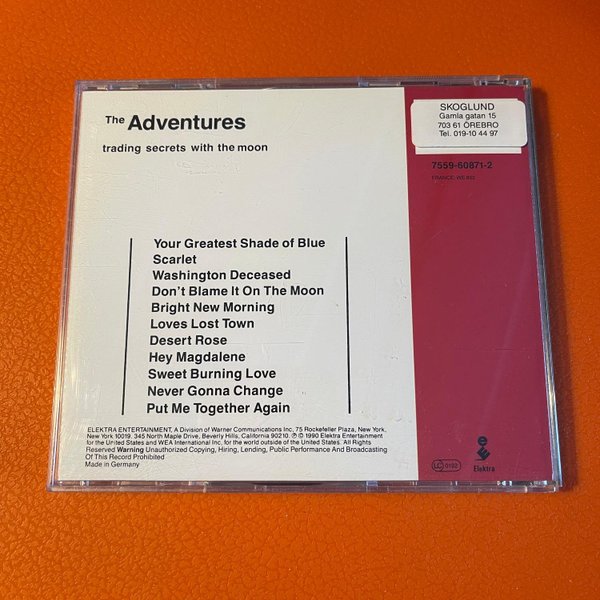 The Adventures
trading secrets with the moon
SKOGLUND
Gamla gatan 15
703 61 ÖREBRO
Tel. 019-10 44 97
7559-60871-2
FRANCE: WE 833
Your Greatest Shade of Blue
Scarlet
Washington Deceased
Don't Blame It On The Moon
Bright New Morning
Loves Lost Town
Desert Rose
Hey Magdalene
Sweet Burning Love
Never Gonna Change
Put Me Together Again
ELEKTRA ENTERTAINMENT, A Division of Warner Communications Inc. 75 Rockefeller Plaza, New York,
New York 10019. 345 North Maple Drive, Beverly Hills, California 90210. ℗ © 1990 Elektra Entertainment
for the United States and WEA International Inc. for the world outside of the United States. All Rights
Reserved Warning Unauthorized Copying, Hiring, Lending, Public Performance And Broadcasting
Of This Record Prohibited
Made in Germany
LC 0192
Elektra